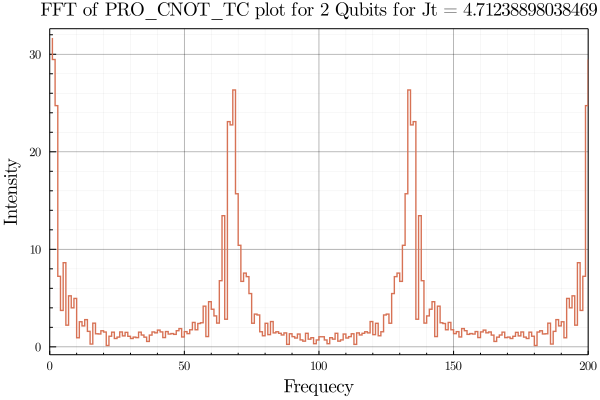 FFT of PRO_CNOT_TC plot for 2 Qubits for Jt = 4.71238898038469
30
20
10
0
Intensity
0 50 100 150 200
Frequecy